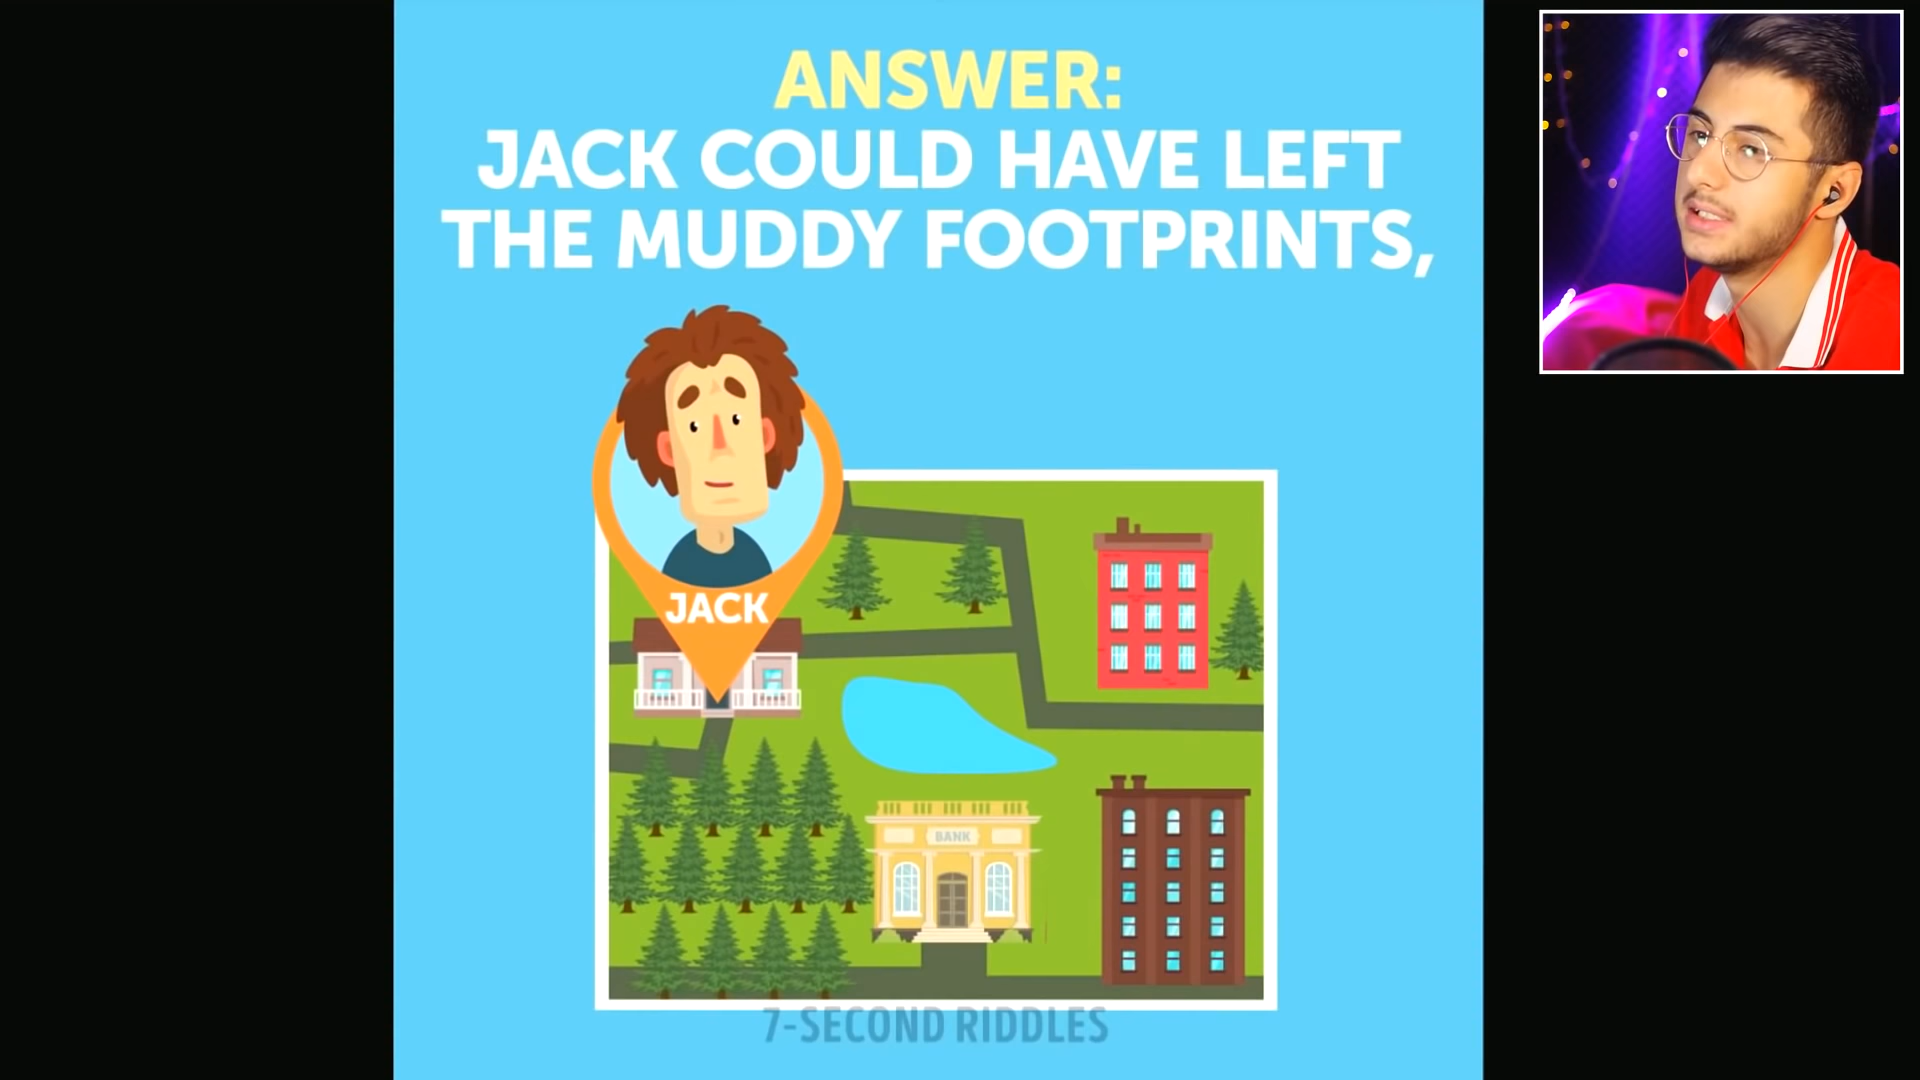 ANSWER:
JACK COULD HAVE LEFT
THE MUDDY FOOTPRINTS,
JACK
BANK
7-SECOND RIDDLES